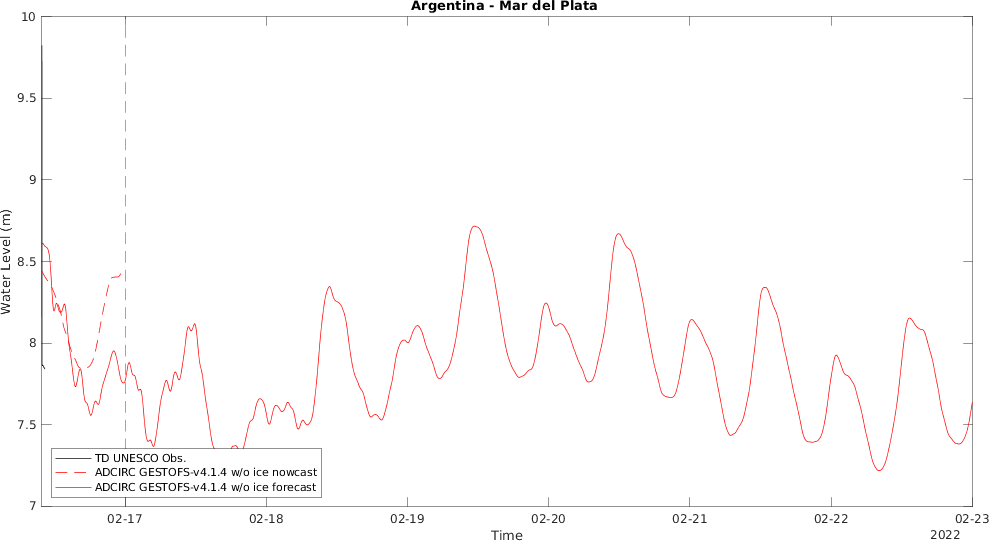 Argentina - Mar del Plata
Water Level (m)
10
9.5
9
8.5
8
7.5
7
TD UNESCO Obs.
ADCIRC GESTOFS-v4.1.4 w/o ice nowcast
ADCIRC GESTOFS-v4.1.4 w/o ice forecast
02-17 02-18 02-19 02-20 02-21 02-22 02-23
Time
2022